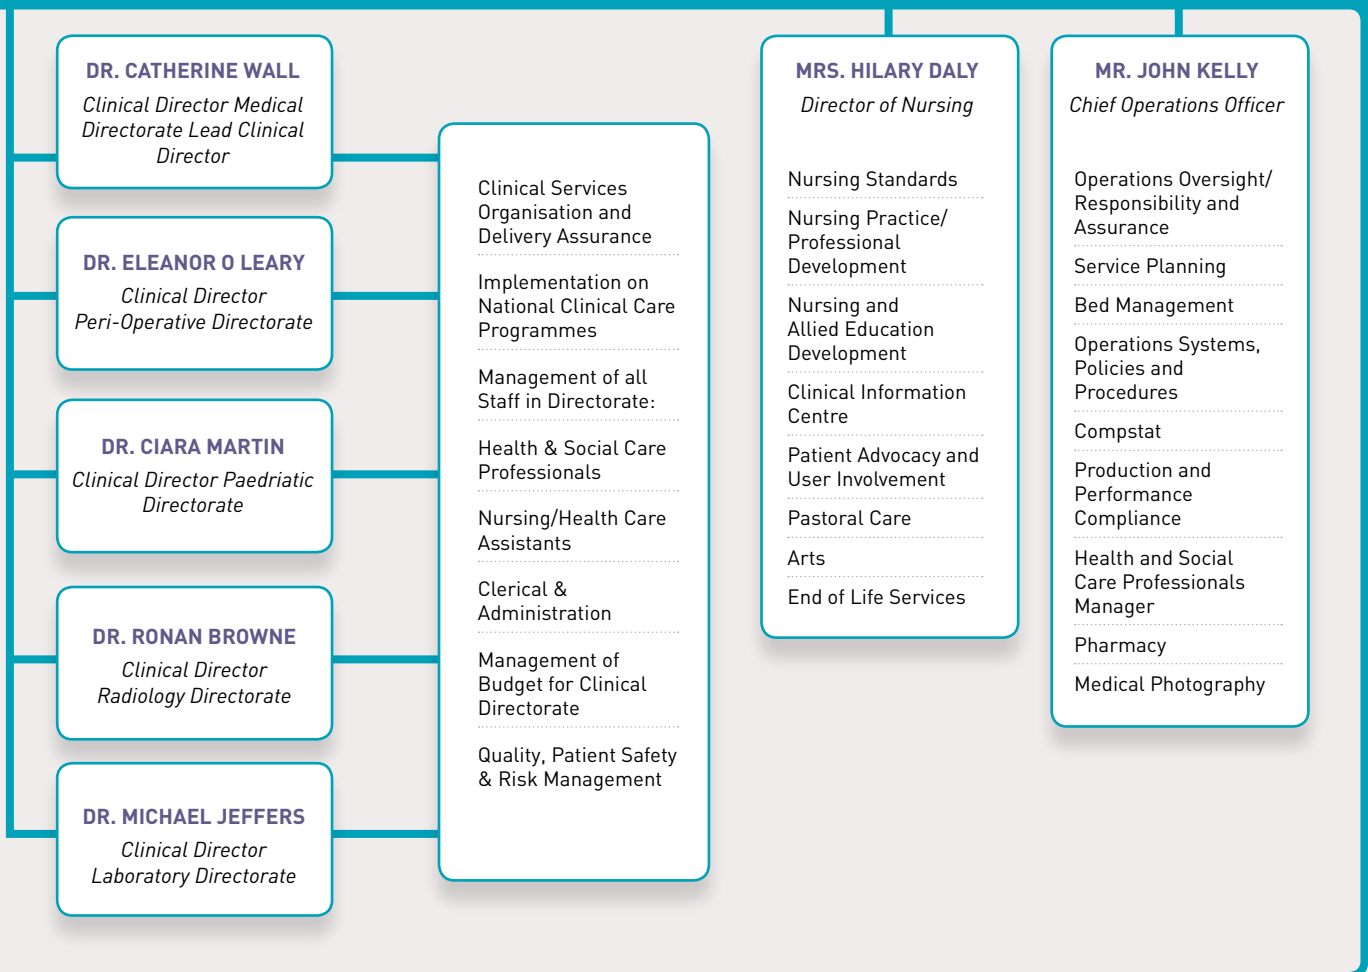 DR. CATHERINE WALL
Clinical Director Medical
Directorate Lead Clinical
Director
DR. ELEANOR O LEARY
Clinical Director
Peri-Operative Directorate
DR. CIARA MARTIN
Clinical Director Paedriatic
Directorate
DR. RONAN BROWNE
Clinical Director
Radiology Directorate
DR. MICHAEL JEFFERS
Clinical Director
Laboratory Directorate
Clinical Services
Organisation and
Delivery Assurance
Implementation on
National Clinical Care
Programmes
Management of all
Staff in Directorate:
Health & Social Care
Professionals
Nursing/Health Care
Assistants
Clerical &
Administration
Management of
Budget for Clinical
Directorate
Quality, Patient Safety
& Risk Management
MRS. HILARY DALY
Director of Nursing
Nursing Standards
Nursing Practice/
Professional
Development
Nursing and
Allied Education
Development
Clinical Information
Centre
Patient Advocacy and
User Involvement
Pastoral Care
Arts
End of Life Services
MR. JOHN KELLY
Chief Operations Officer
Operations Oversight/
Responsibility and
Assurance
Service Planning
Bed Management
Operations Systems,
Policies and
Procedures
Compstat
Production and
Performance
Compliance
Health and Social
Care Professionals
Manager
Pharmacy
Medical Photography